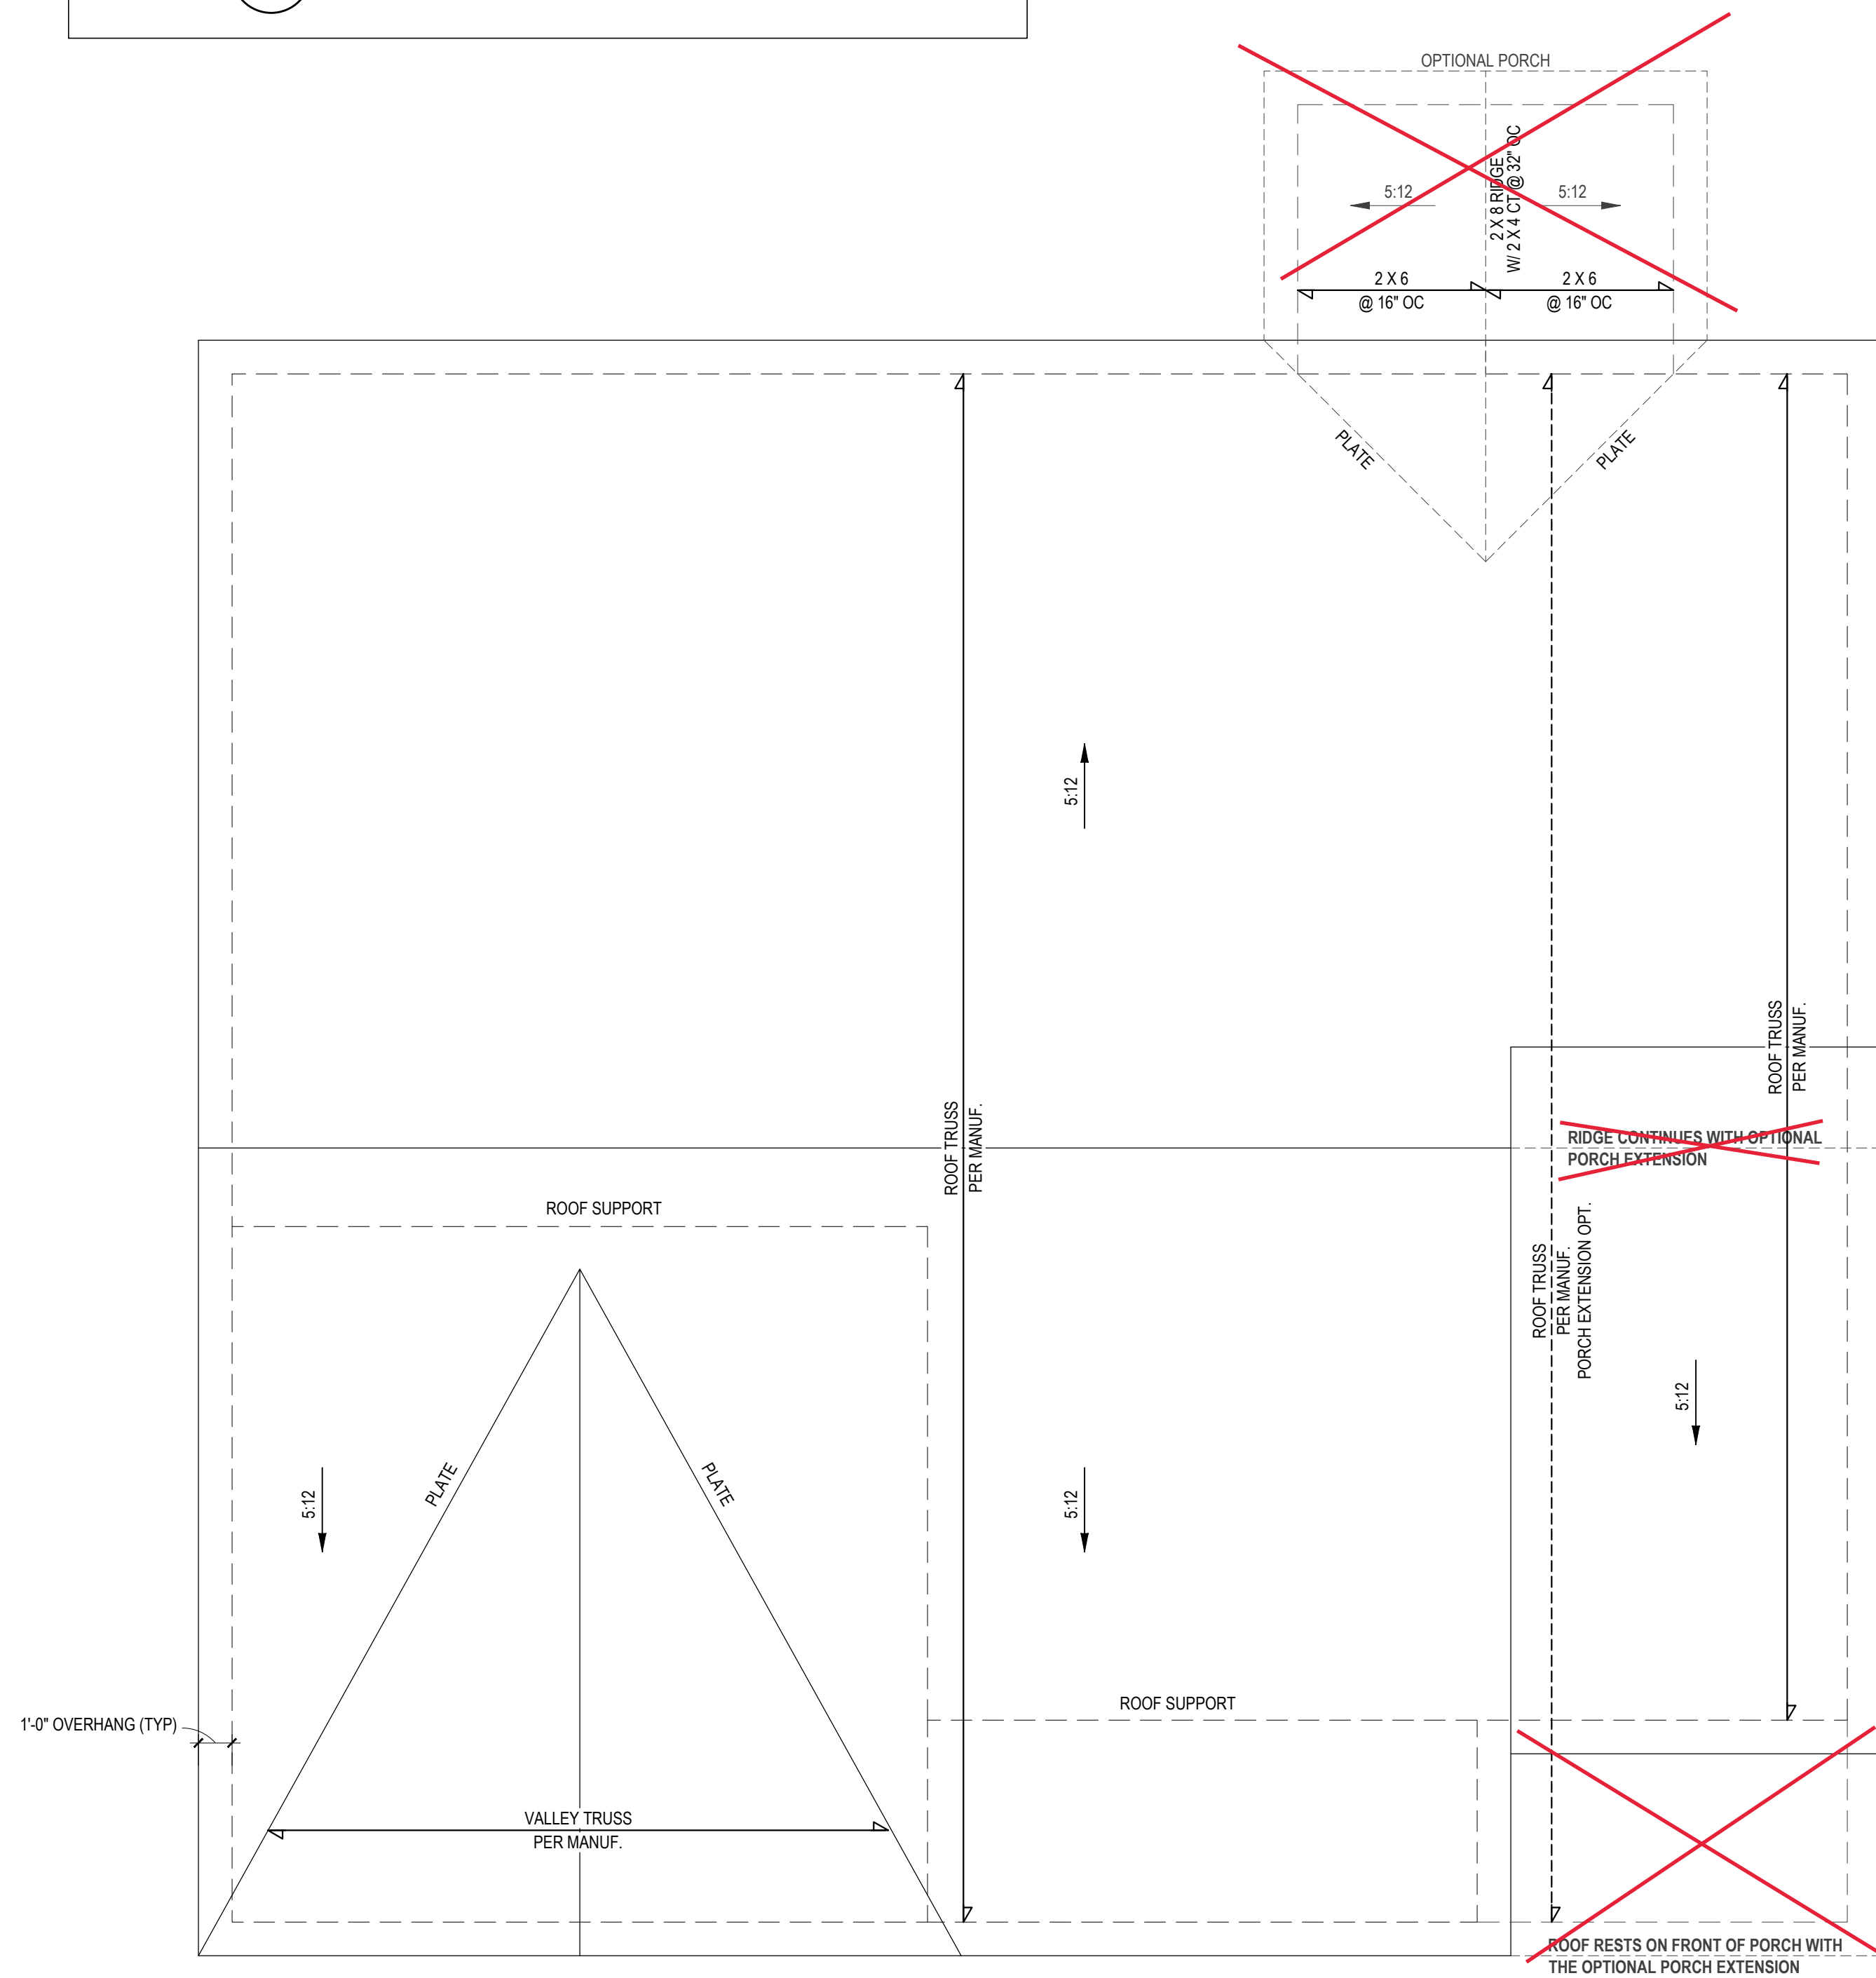 OPTIONAL PORCH
2 X 8 RIDGE
W/ 2 X 4 CT @ 32" OC
5:12
5:12
2 X 6
@ 16" OC
2 X 6
@ 16" OC
PLATE
PLATE
5:12
ROOF TRUSS
PER MANUF.
ROOF TRUSS
PER MANUF.
RIDGE CONTINUES WITH OPTIONAL
PORCH EXTENSION
ROOF SUPPORT
ROOF TRUSS
PER MANUF.
PORCH EXTENSION OPT.
5:12
PLATE
PLATE
5:12
5:12
ROOF SUPPORT
1'-0" OVERHANG (TYP)
VALLEY TRUSS
PER MANUF.
ROOF RESTS ON FRONT OF PORCH WITH
THE OPTIONAL PORCH EXTENSION